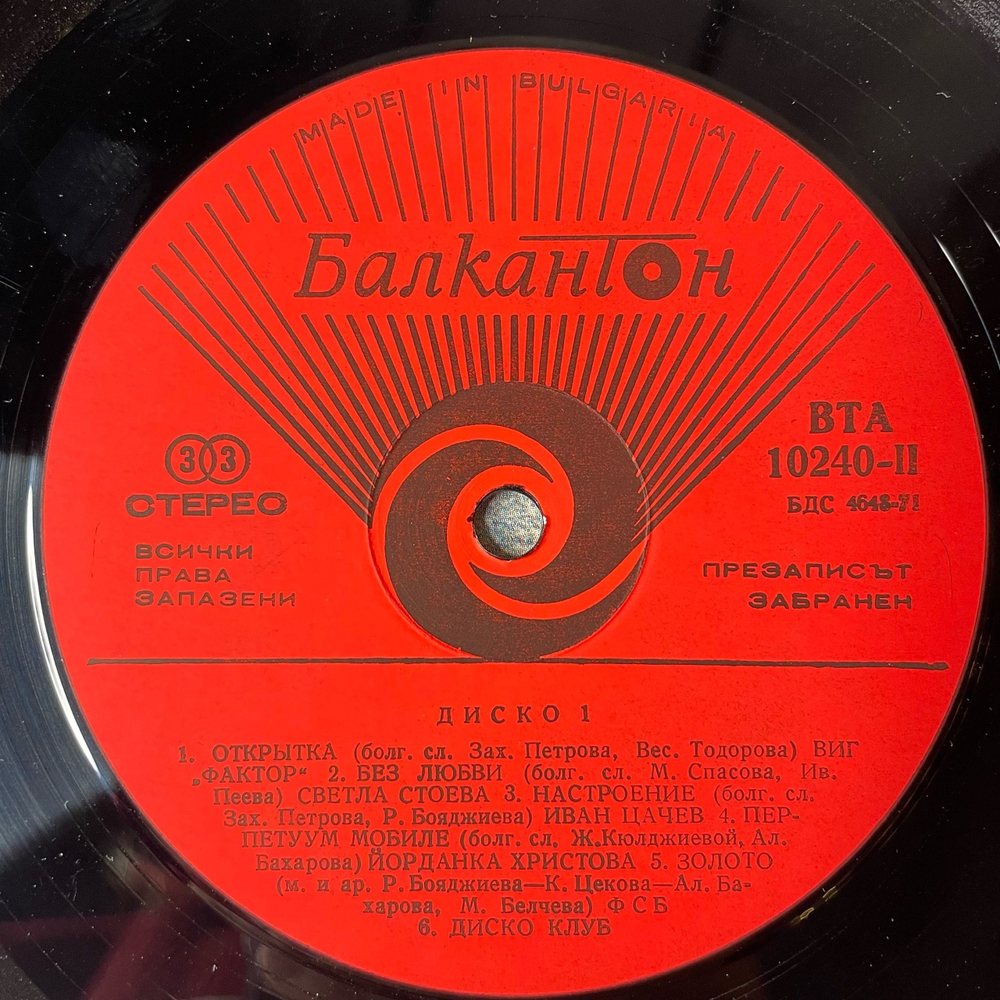 MADE IN BULGARIA
Балкантон
33
СТЕРЕО
ВСИЧКИ
ПРАВА
ЗАПАЗЕНИ
ВТА
10240-II
БДС 4648-71
ПРЕЗАПИСЪТ
ЗАБРАНЕН
ДИСКО 1
1. ОТКРЫТКА (болг. сл. Зах. Петрова, Вес. Тодорова) ВИГ
„ФАКТОР“ 2. БЕЗ ЛЮБВИ (болг. сл. М. Спасова, Ив.
Пеева) СВЕТЛА СТОЕВА 3. НАСТРОЕНИЕ (болг. сл.
Зах. Петрова, Р. Бояджиева) ИВАН ЦАЧЕВ 4. ПЕР-
ПЕТУУМ МОБИЛЕ (болг. сл. Ж.Кюлджиевой, Ал.
Бахарова) ЙОРДАНКА ХРИСТОВА 5. ЗОЛОТО
(м. и ар. Р. Бояджиева—К. Цекова—Ал. Ба-
харова, М. Белчева) ФСБ
6. ДИСКО КЛУБ